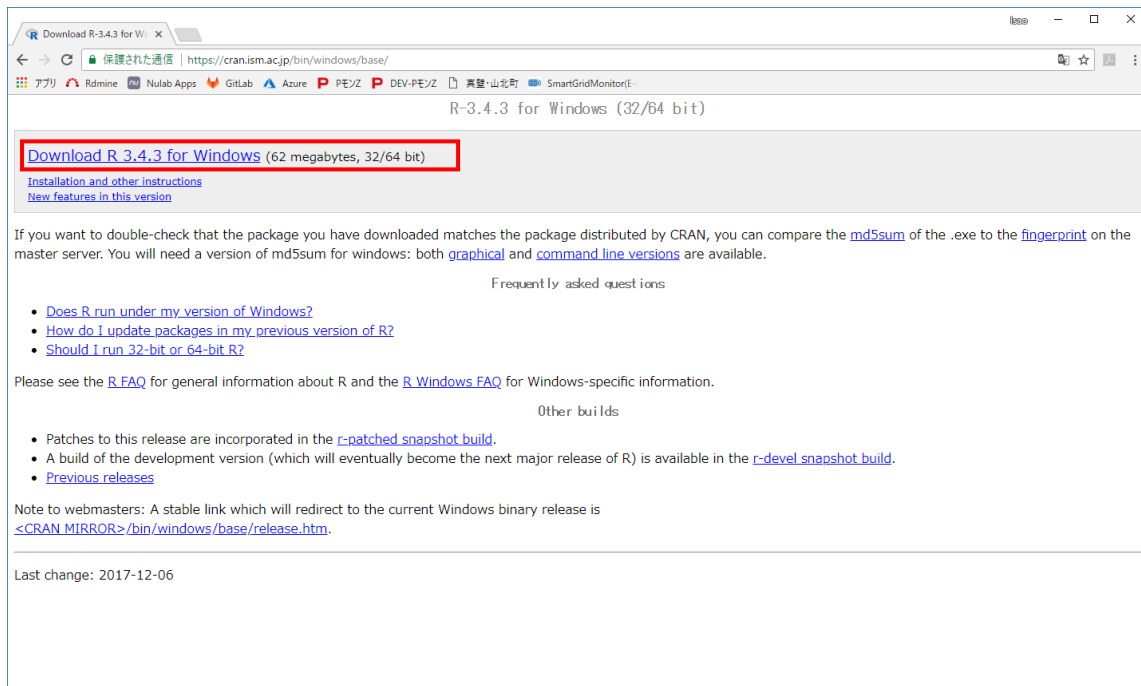 Isao
Download R-3.4.3 for Wi
保護された通信 | https://cran.ism.ac.jp/bin/windows/base/
アプリ Rdmine Nulab Apps GitLab Azure Pモンズ DEV-Pモンズ 真壁・山北町 SmartGridMonitor(E-
R-3.4.3 for Windows (32/64 bit)
Download R 3.4.3 for Windows (62 megabytes, 32/64 bit)
Installation and other instructions
New features in this version
If you want to double-check that the package you have downloaded matches the package distributed by CRAN, you can compare the md5sum of the .exe to the fingerprint on the
master server. You will need a version of md5sum for windows: both graphical and command line versions are available.
Frequently asked questions
• Does R run under my version of Windows?
• How do I update packages in my previous version of R?
• Should I run 32-bit or 64-bit R?
Please see the R FAQ for general information about R and the R Windows FAQ for Windows-specific information.
Other builds
• Patches to this release are incorporated in the r-patched snapshot build.
• A build of the development version (which will eventually become the next major release of R) is available in the r-devel snapshot build.
• Previous releases
Note to webmasters: A stable link which will redirect to the current Windows binary release is
<CRAN MIRROR>/bin/windows/base/release.htm.
Last change: 2017-12-06